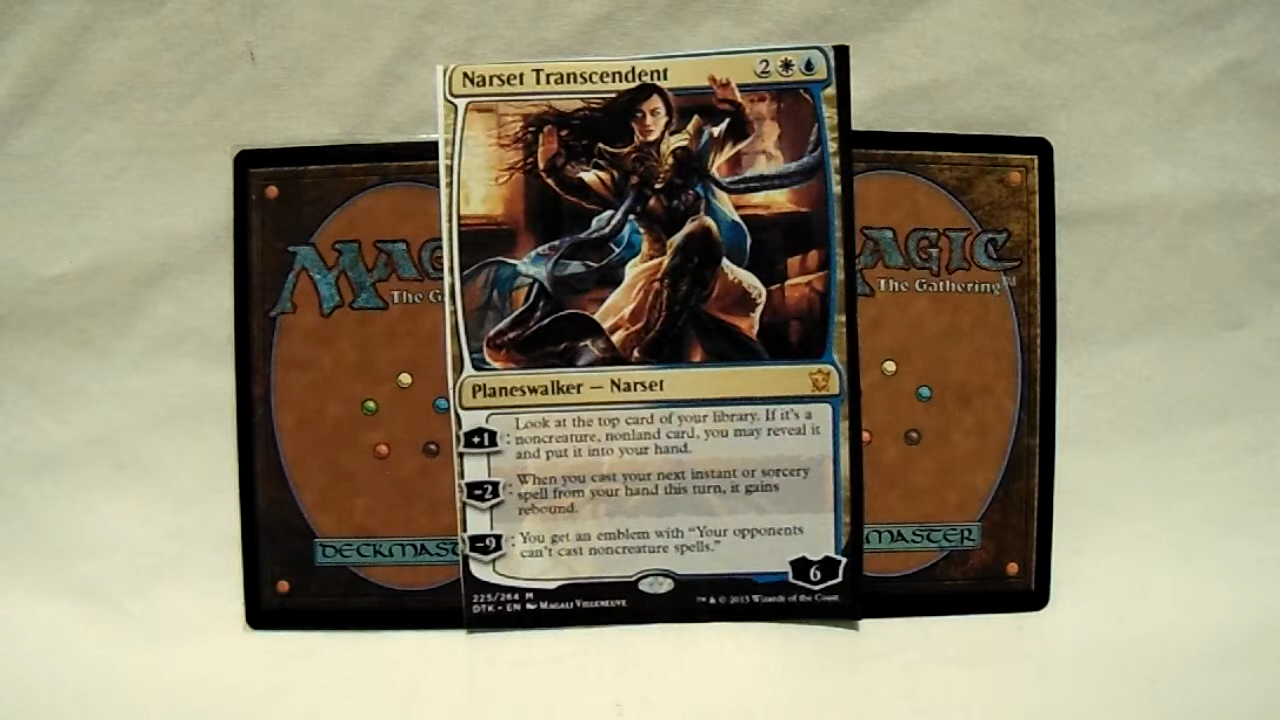 Narset Transcendent 2
MAG
The G
AGIC
The Gathering
Planeswalker — Narset
+1 : Look at the top card of your library. If it's a
noncreature, nonland card, you may reveal it
and put it into your hand.
-2 : When you cast your next instant or sorcery
spell from your hand this turn, it gains
rebound.
-9 : You get an emblem with "Your opponents
can't cast noncreature spells."
DECKMAST
MASTER
6
225/264 M
DTK • EN Magali Villeneuve
™ & © 2015 Wizards of the Coast